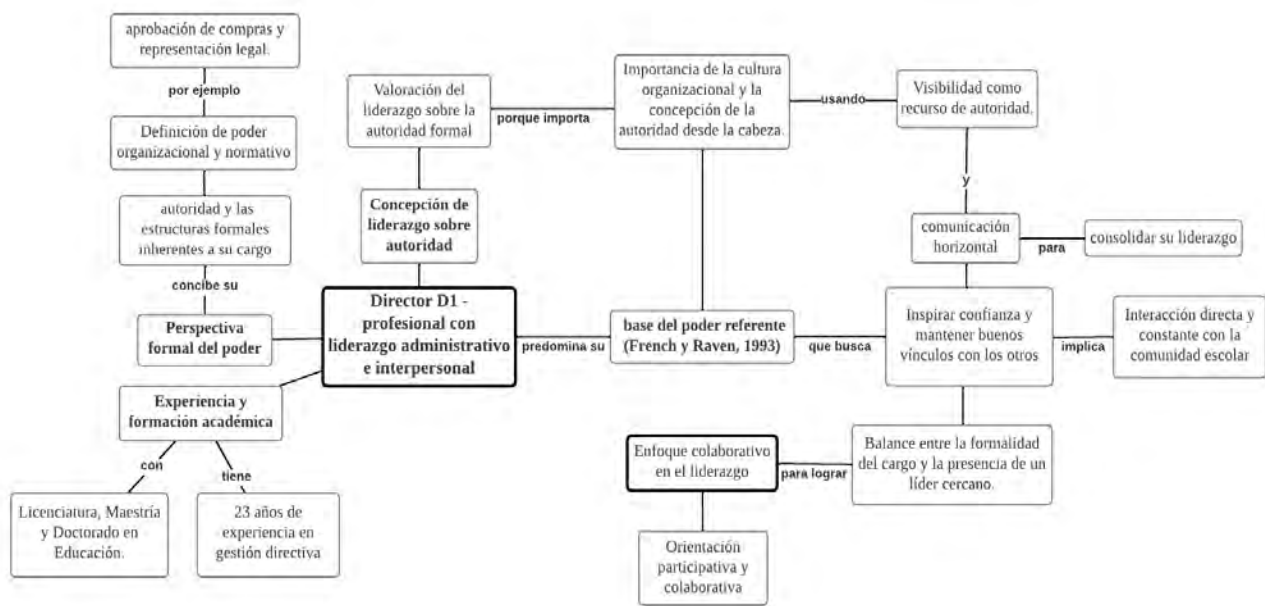 aprobación de compras y
representación legal.
por ejemplo
Definición de poder
organizacional y normativo
autoridad y las
estructuras formales
inherentes a su cargo
concibe su
Perspectiva
formal del poder
Valoración del
liderazgo sobre la
autoridad formal
porque importa
Importancia de la cultura
organizacional y la
concepción de la
autoridad desde la cabeza.
usando
Visibilidad como
recurso de autoridad.
y
comunicación
horizontal
para
consolidar su liderazgo
Concepción de
liderazgo sobre
autoridad
Director D1 -
profesional con
liderazgo administrativo
e interpersonal
predomina su
base del poder referente
(French y Raven, 1993)
que busca
Inspirar confianza y
mantener buenos
vínculos con los otros
implica
Interacción directa y
constante con la
comunidad escolar
Experiencia y
formación académica
con
tiene
Licenciatura, Maestría
y Doctorado en
Educación.
23 años de
experiencia en
gestión directiva
Enfoque colaborativo
en el liderazgo
para lograr
Balance entre la formalidad
del cargo y la presencia de un
líder cercano.
Orientación
participativa y
colaborativa